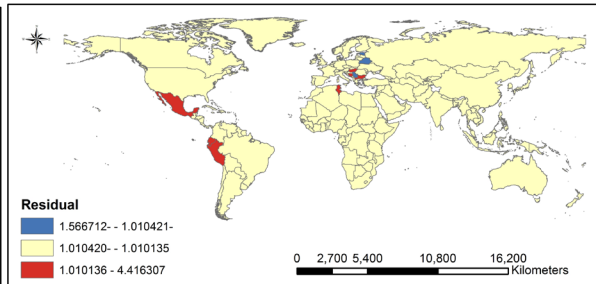 Residual
1.566712- - 1.010421-
1.010420- - 1.010135
1.010136 - 4.416307
0 2,700 5,400 10,800 16,200
Kilometers